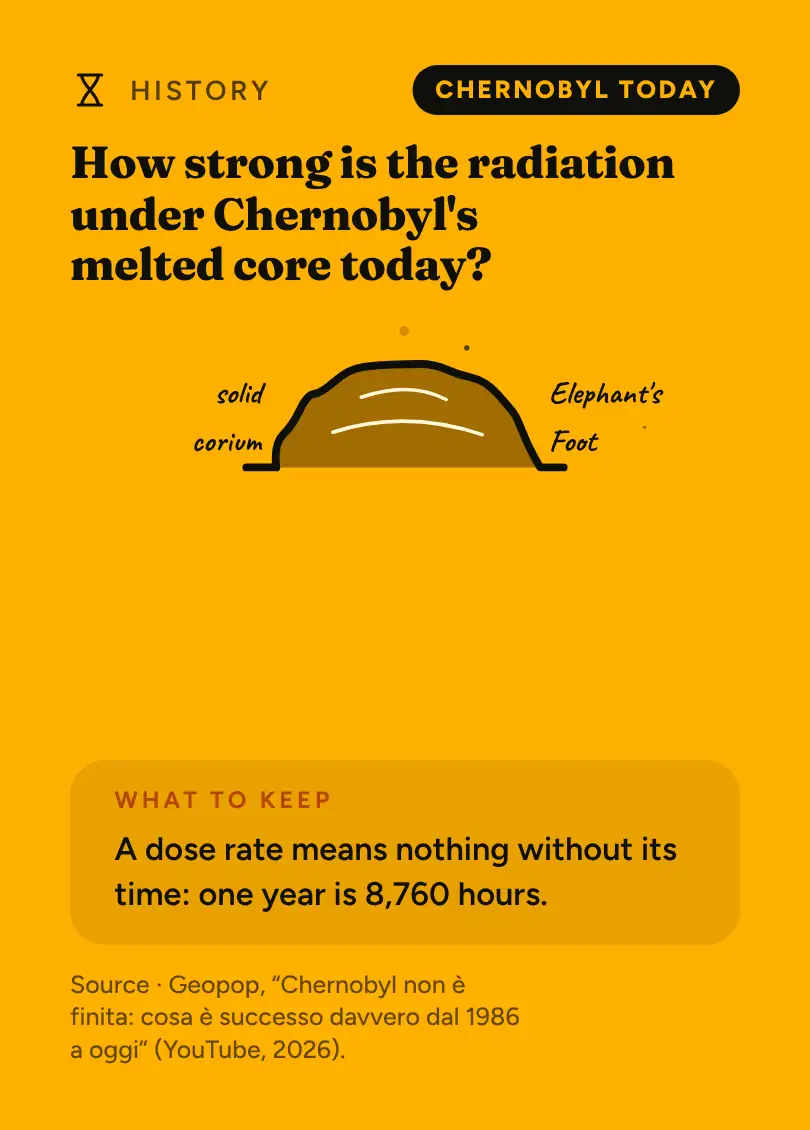 HISTORY
CHERNOBYL TODAY
How strong is the radiation
under Chernobyl's
melted core today?
solid
corium
Elephant's
Foot
WHAT TO KEEP
A dose rate means nothing without its
time: one year is 8,760 hours.
Source · Geopop, “Chernobyl non è
finita: cosa è successo davvero dal 1986
a oggi” (YouTube, 2026).